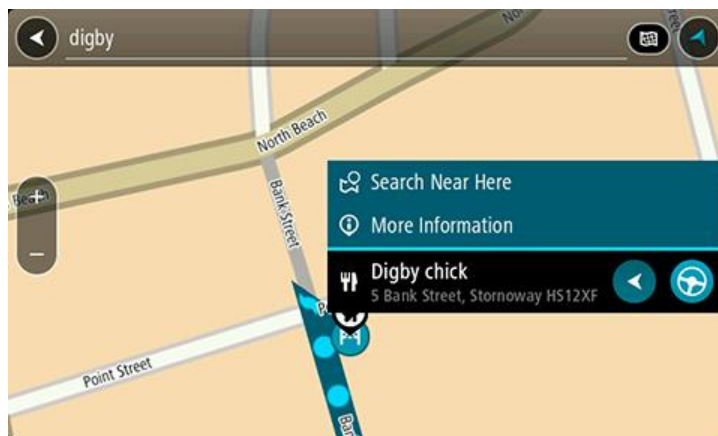 digby
North Beach
Beach
Bank Street
Search Near Here
More Information
Digby chick
5 Bank Street, Stornoway HS12XF
Point Street